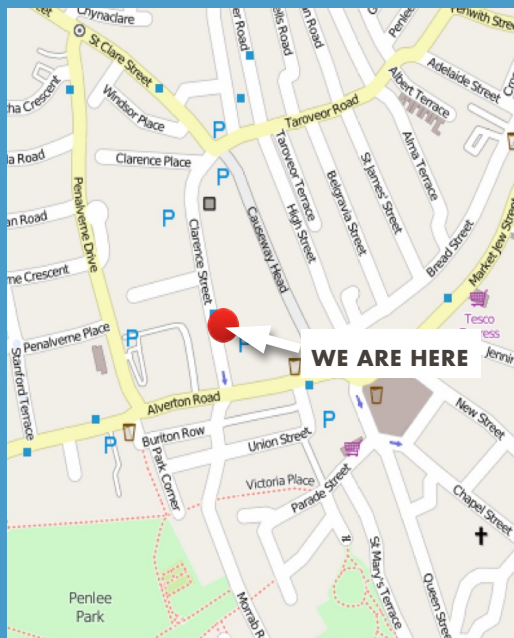 Chynaclare
St Clare Street
Windsor Place
Clarence Place
Penalverne Drive
Penalverne Place
Stanford Terrace
Clarence Street
Causeway Head
Taroveor Road
Taroveor Terrace
High Street
Belgravia Street
St James' Street
Alma Terrace
Albert Terrace
Adelaide Street
Penwith Street
Bread Street
Market Jew Street
WE ARE HERE
Alverton Road
Buriton Row
Park Corner
Union Street
Victoria Place
Parade Street
New Street
Chapel Street
St Mary's Terrace
Queen Street
Penlee
Park
Tesco
P
P
P
P
P
P
P